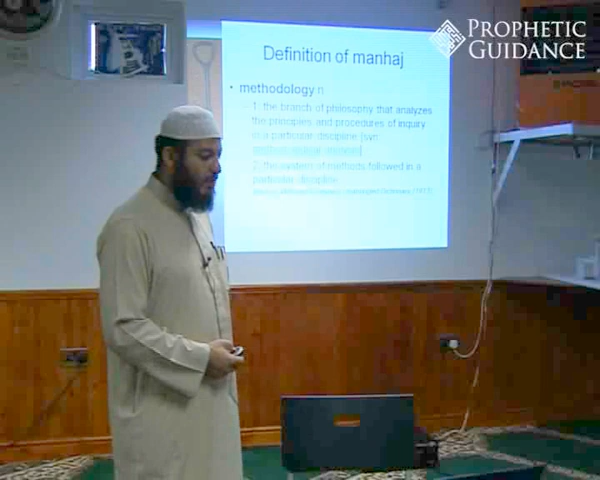 PROPHETIC
GUIDANCE
Definition of manhaj
• methodology n
– 1. the branch of philosophy that analyzes
the principles and procedures of inquiry
in a particular discipline [syn:
2. the system of methods followed in a
particular discipline